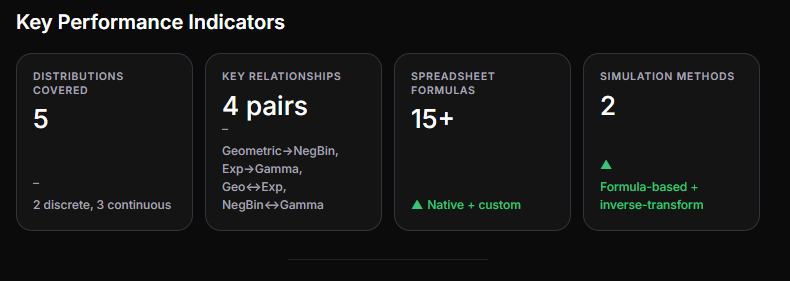 Key Performance Indicators
DISTRIBUTIONS
COVERED
5
–
2 discrete, 3 continuous
KEY RELATIONSHIPS
4 pairs
–
Geometric→NegBin,
Exp→Gamma,
Geo↔Exp,
NegBin↔Gamma
SPREADSHEET
FORMULAS
15+
▲ Native + custom
SIMULATION METHODS
2
▲
Formula-based +
inverse-transform